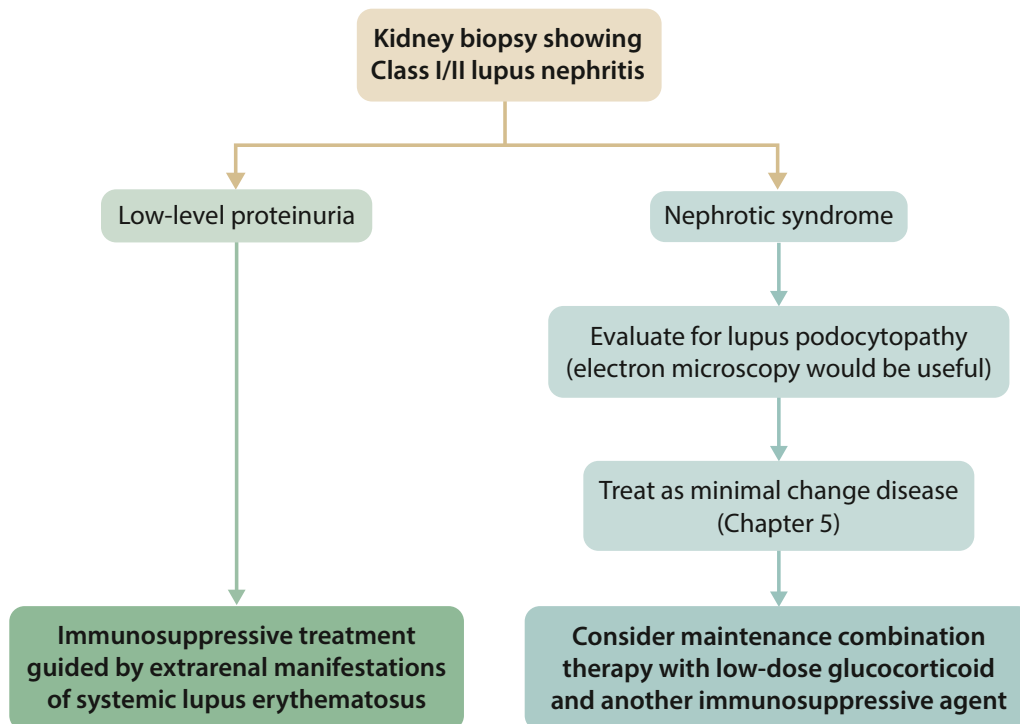 Kidney biopsy showing
Class I/II lupus nephritis
Low-level proteinuria
Nephrotic syndrome
Evaluate for lupus podocytopathy
(electron microscopy would be useful)
Treat as minimal change disease
(Chapter 5)
Immunosuppressive treatment
guided by extrarenal manifestations
of systemic lupus erythematosus
Consider maintenance combination
therapy with low-dose glucocorticoid
and another immunosuppressive agent